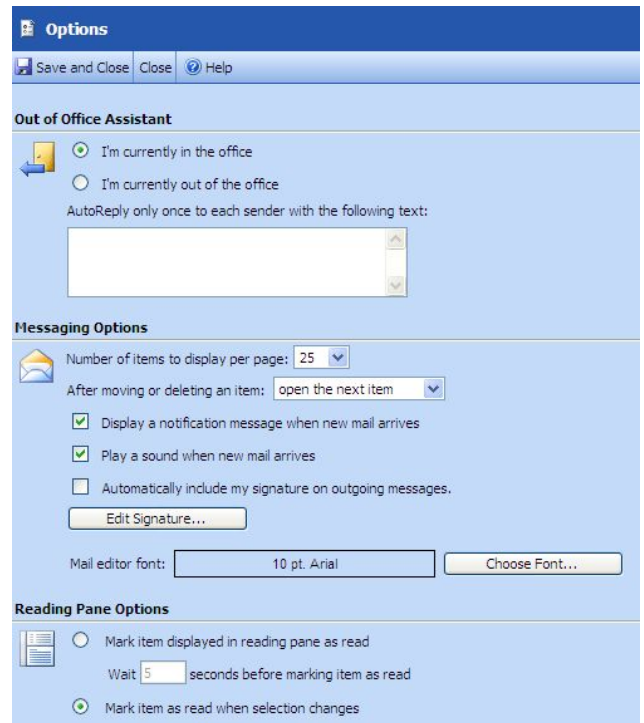 Options
Save and Close Close Help
Out of Office Assistant
I'm currently in the office
I'm currently out of the office
AutoReply only once to each sender with the following text:
Messaging Options
Number of items to display per page: 25
After moving or deleting an item: open the next item
Display a notification message when new mail arrives
Play a sound when new mail arrives
Automatically include my signature on outgoing messages.
Edit Signature...
Mail editor font: 10 pt. Arial Choose Font...
Reading Pane Options
Mark item displayed in reading pane as read
Wait 5 seconds before marking item as read
Mark item as read when selection changes